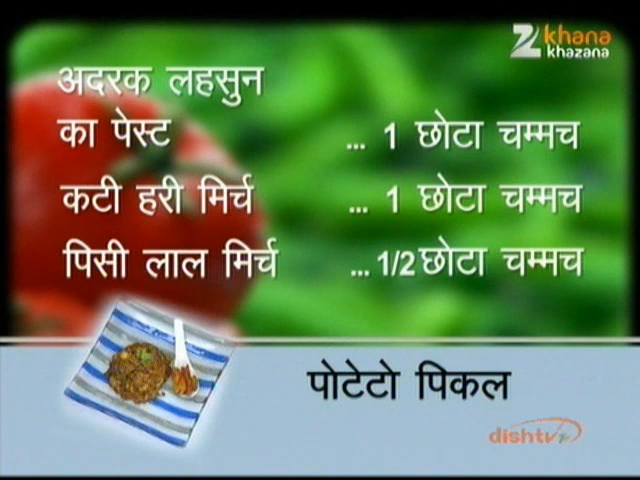 Z khana
khazana
अदरक लहसुन
का पेस्ट ... 1 छोटा चम्मच
कटी हरी मिर्च ... 1 छोटा चम्मच
पिसी लाल मिर्च ... 1/2 छोटा चम्मच
पोटेटो पिकल
dishtv